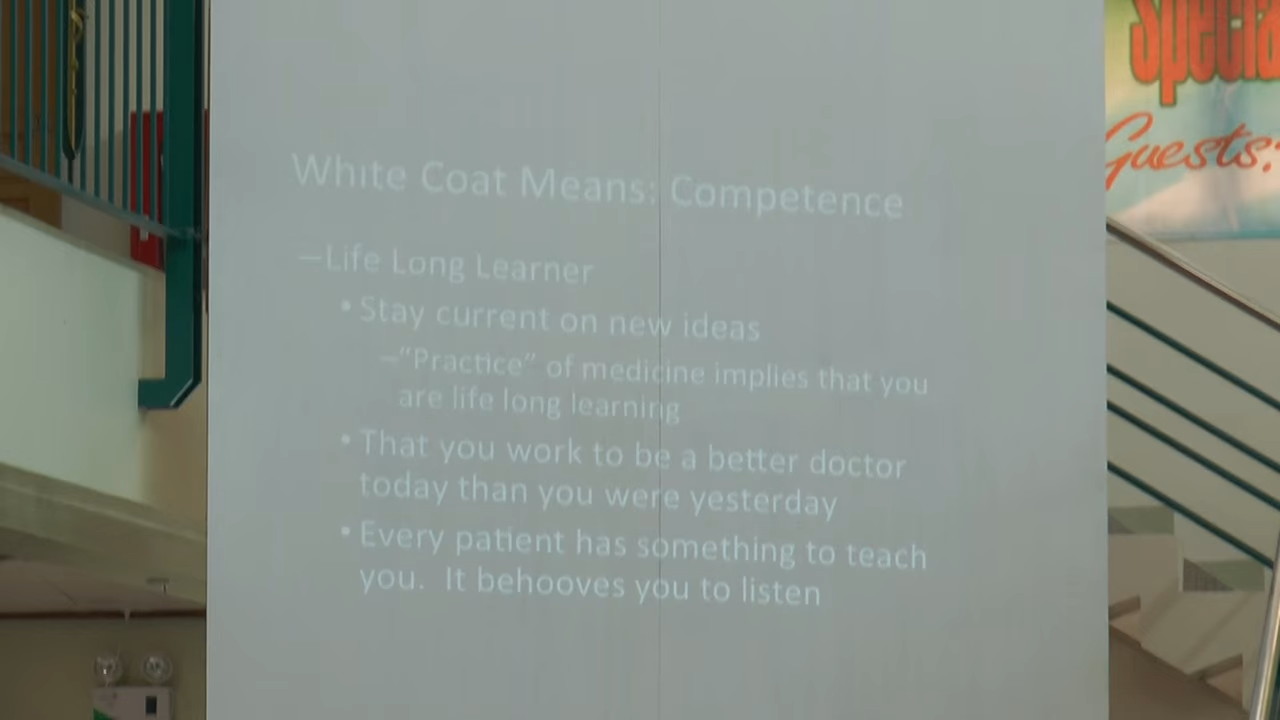 White Coat Means: Competence
–Life Long Learner
• Stay current on new ideas
–"Practice" of medicine implies that you
are life long learning
• That you work to be a better doctor
today than you were yesterday
• Every patient has something to teach
you. It behooves you to listen
Guests: